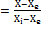 = X−Xₑ / Xᵢ−Xₑ